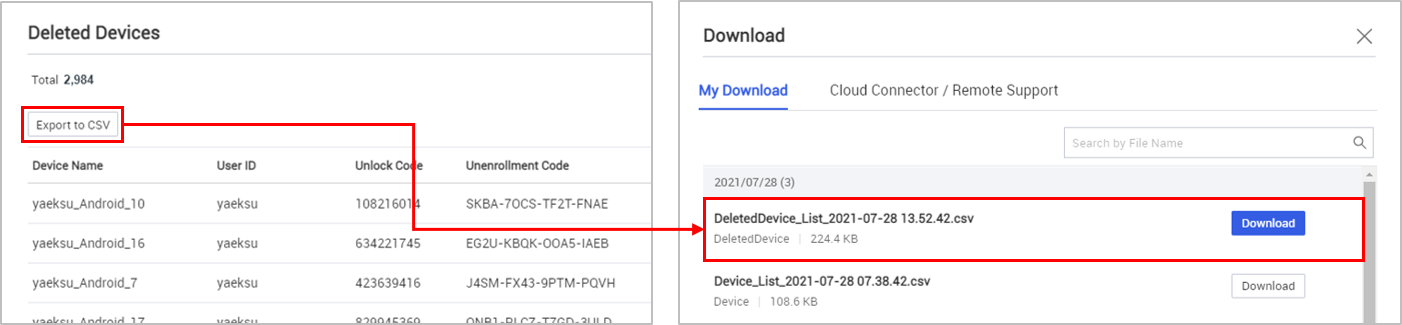 Deleted Devices
Total 2,984
Export to CSV
Device Name User ID Unlock Code Unenrollment Code
yaeksu_Android_10 yaeksu 108216014 SKBA-7OCS-TF2T-FNAE
yaeksu_Android_16 yaeksu 634221745 EG2U-KBQK-OOA5-IAEB
yaeksu_Android_7 yaeksu 423639416 J4SM-FX43-9PTM-PQVH
yaeksu_Android_17 yaeksu 829945369
Download
My Download Cloud Connector / Remote Support
Search by File Name
2021/07/28 (3)
DeletedDevice_List_2021-07-28 13.52.42.csv
DeletedDevice 224.4 KB
Download
Device_List_2021-07-28 07.38.42.csv
Device 108.6 KB
Download